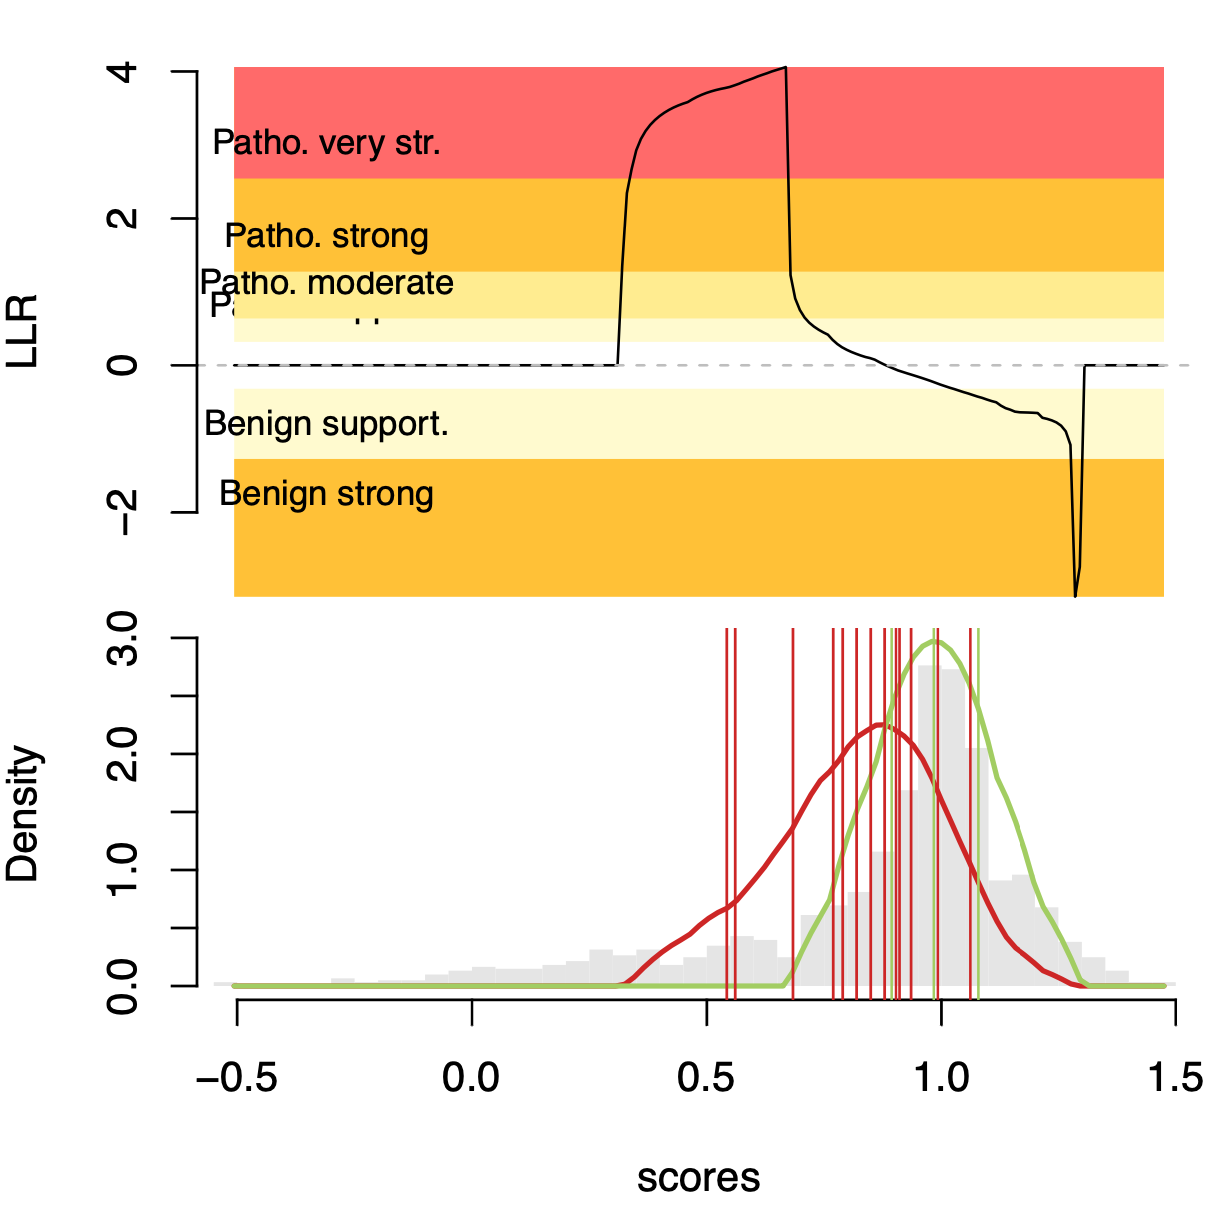 4
Patho. very str.
2
Patho. strong
Patho. moderate
LLR
0
Benign support.
Benign strong
−2
3.0
2.0
Density
1.0
0.0
−0.5 0.0 0.5 1.0 1.5
scores